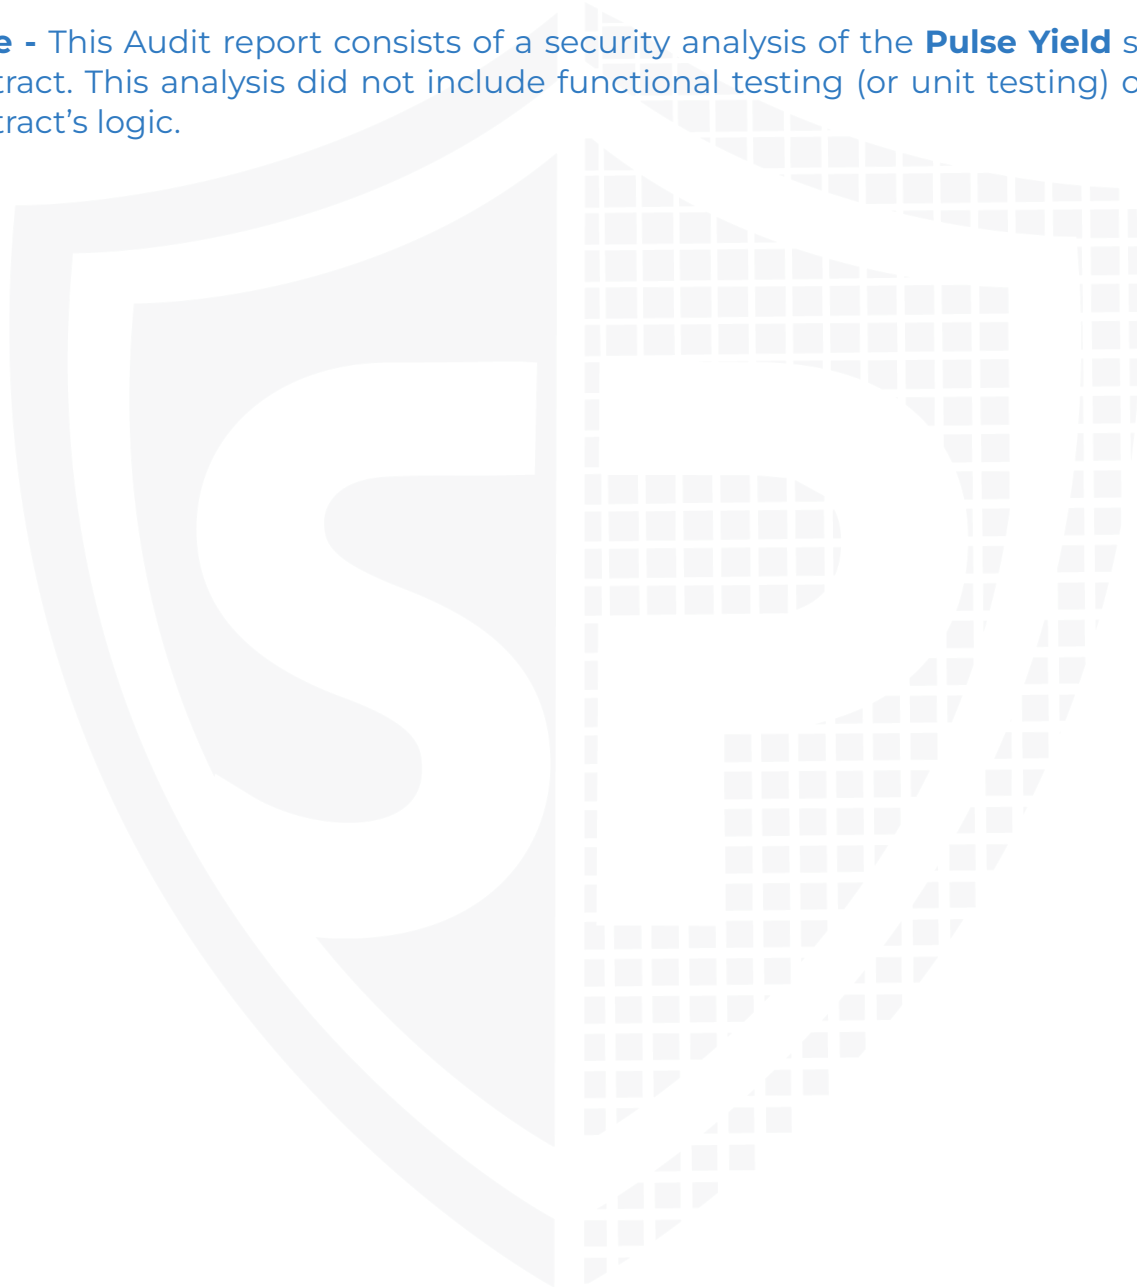 e - This Audit report consists of a security analysis of the Pulse Yield s
tract. This analysis did not include functional testing (or unit testing) o
tract's logic.
SP